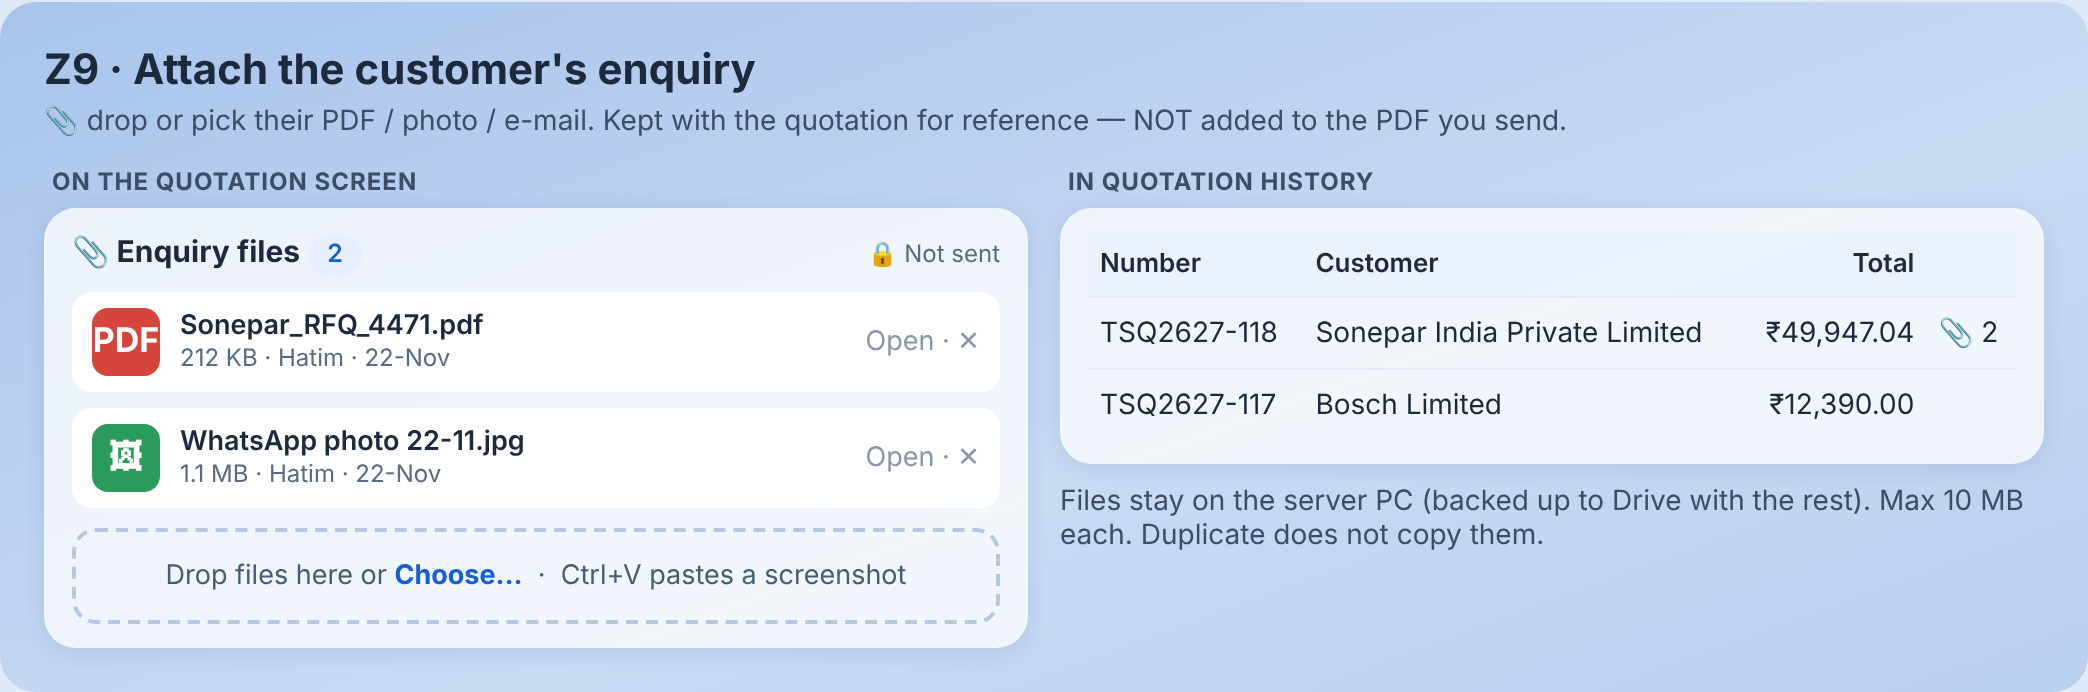 Z9 · Attach the customer's enquiry
📎 drop or pick their PDF / photo / e-mail. Kept with the quotation for reference — NOT added to the PDF you send.
ON THE QUOTATION SCREEN
📎 Enquiry files 2
🔒 Not sent
PDF
Sonepar_RFQ_4471.pdf
212 KB · Hatim · 22-Nov
Open · ✕
WhatsApp photo 22-11.jpg
1.1 MB · Hatim · 22-Nov
Open · ✕
Drop files here or Choose... · Ctrl+V pastes a screenshot
IN QUOTATION HISTORY
Number Customer Total
TSQ2627-118 Sonepar India Private Limited ₹49,947.04 📎 2
TSQ2627-117 Bosch Limited ₹12,390.00
Files stay on the server PC (backed up to Drive with the rest). Max 10 MB
each. Duplicate does not copy them.